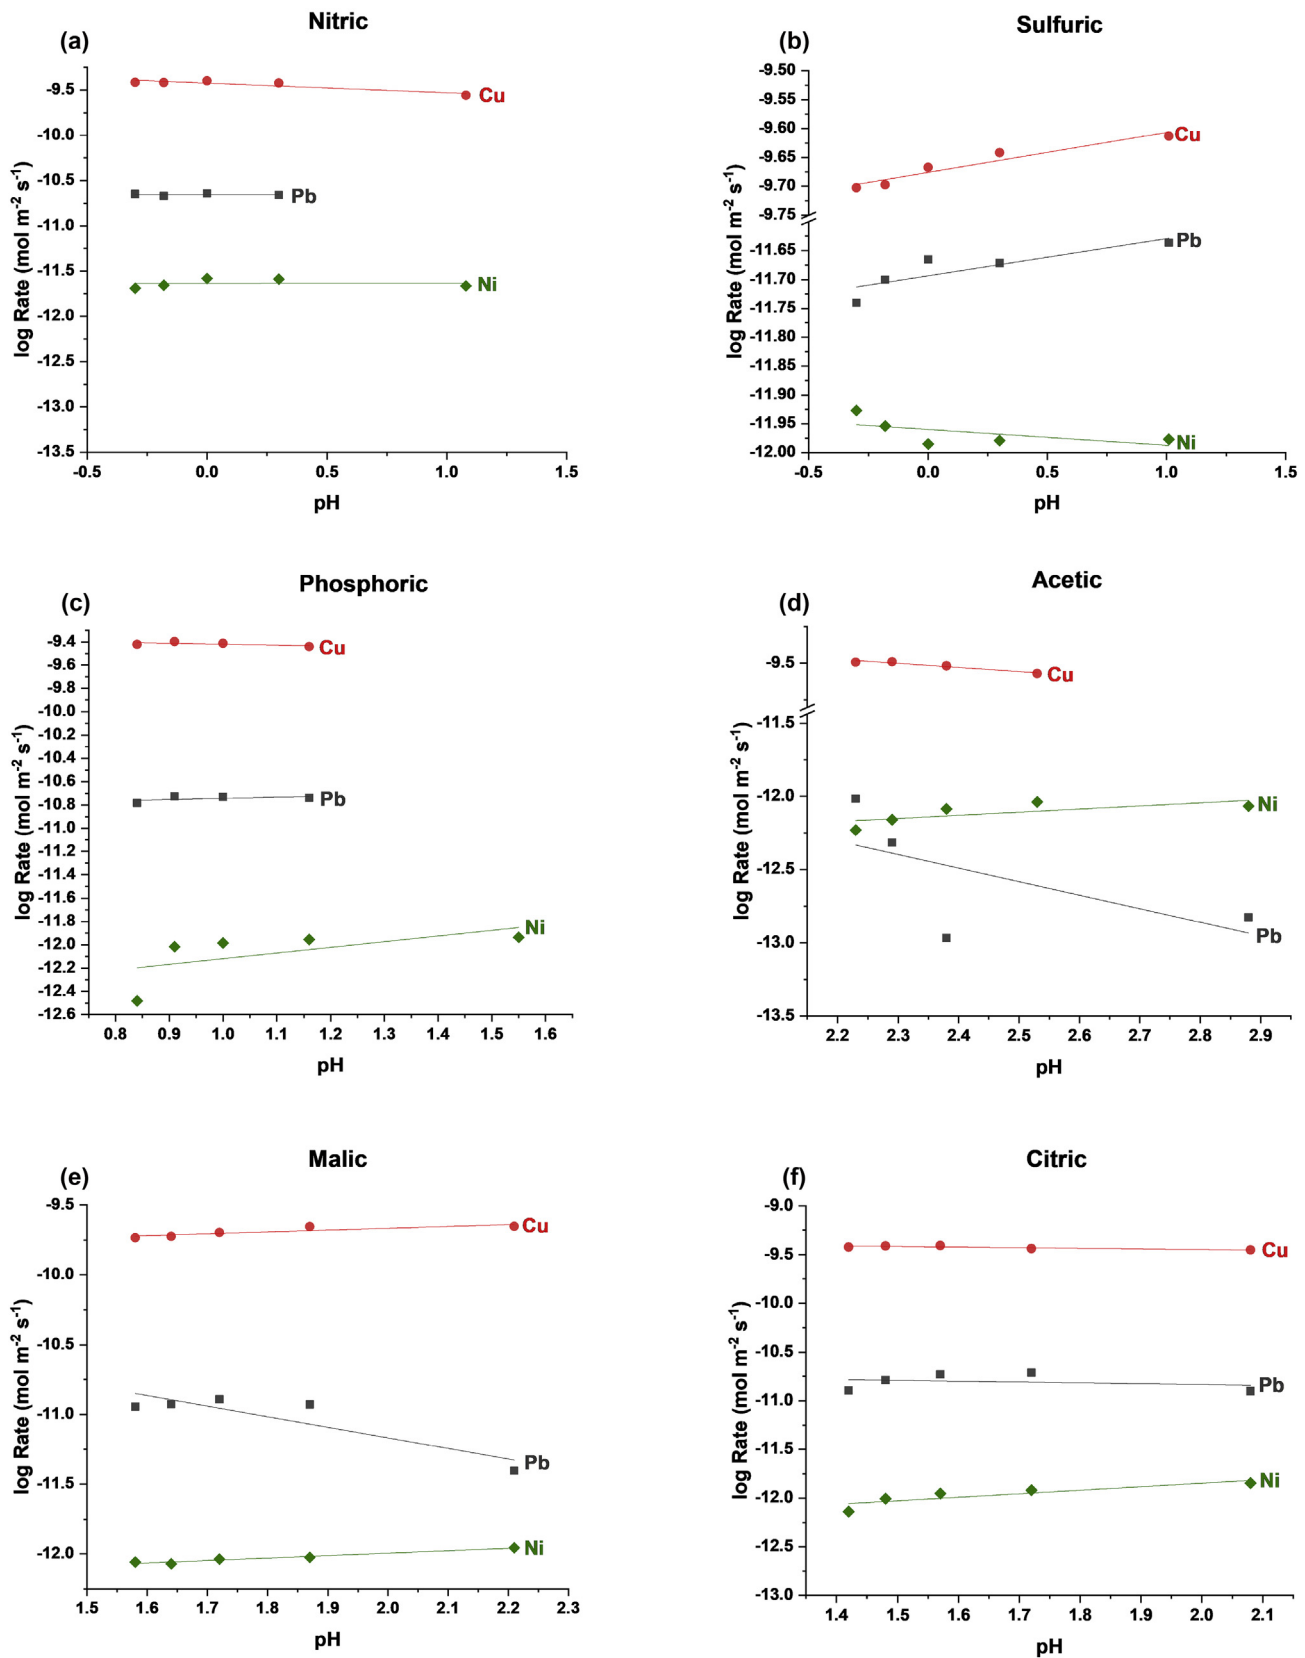 Nitric
(a)
-9.5
-10.0
-10.5
-11.0
-11.5
-12.0
-12.5
-13.0
-13.5
log Rate (mol m-2 s-1)
Cu
Pb
Ni
-0.5 0.0 0.5 1.0 1.5
pH
Sulfuric
(b)
-9.50
-9.55
-9.60
-9.65
-9.70
-9.75
-11.65
-11.70
-11.75
-11.80
-11.85
-11.90
-11.95
-12.00
log Rate (mol m-2 s-1)
Cu
Pb
Ni
-0.5 0.0 0.5 1.0 1.5
pH
Phosphoric
(c)
-9.4
-9.6
-9.8
-10.0
-10.2
-10.4
-10.6
-10.8
-11.0
-11.2
-11.4
-11.6
-11.8
-12.0
-12.2
-12.4
-12.6
log Rate (mol m-2 s-1)
Cu
Pb
Ni
0.8 0.9 1.0 1.1 1.2 1.3 1.4 1.5 1.6
pH
Acetic
(d)
-9.5
-11.5
-12.0
-12.5
-13.0
-13.5
log Rate (mol m-2 s-1)
Cu
Ni
Pb
2.2 2.3 2.4 2.5 2.6 2.7 2.8 2.9
pH
Malic
(e)
-9.5
-10.0
-10.5
-11.0
-11.5
-12.0
log Rate (mol m-2 s-1)
Cu
Pb
Ni
1.5 1.6 1.7 1.8 1.9 2.0 2.1 2.2 2.3
pH
Citric
(f)
-9.0
-9.5
-10.0
-10.5
-11.0
-11.5
-12.0
-12.5
-13.0
log Rate (mol m-2 s-1)
Cu
Pb
Ni
1.4 1.5 1.6 1.7 1.8 1.9 2.0 2.1
pH